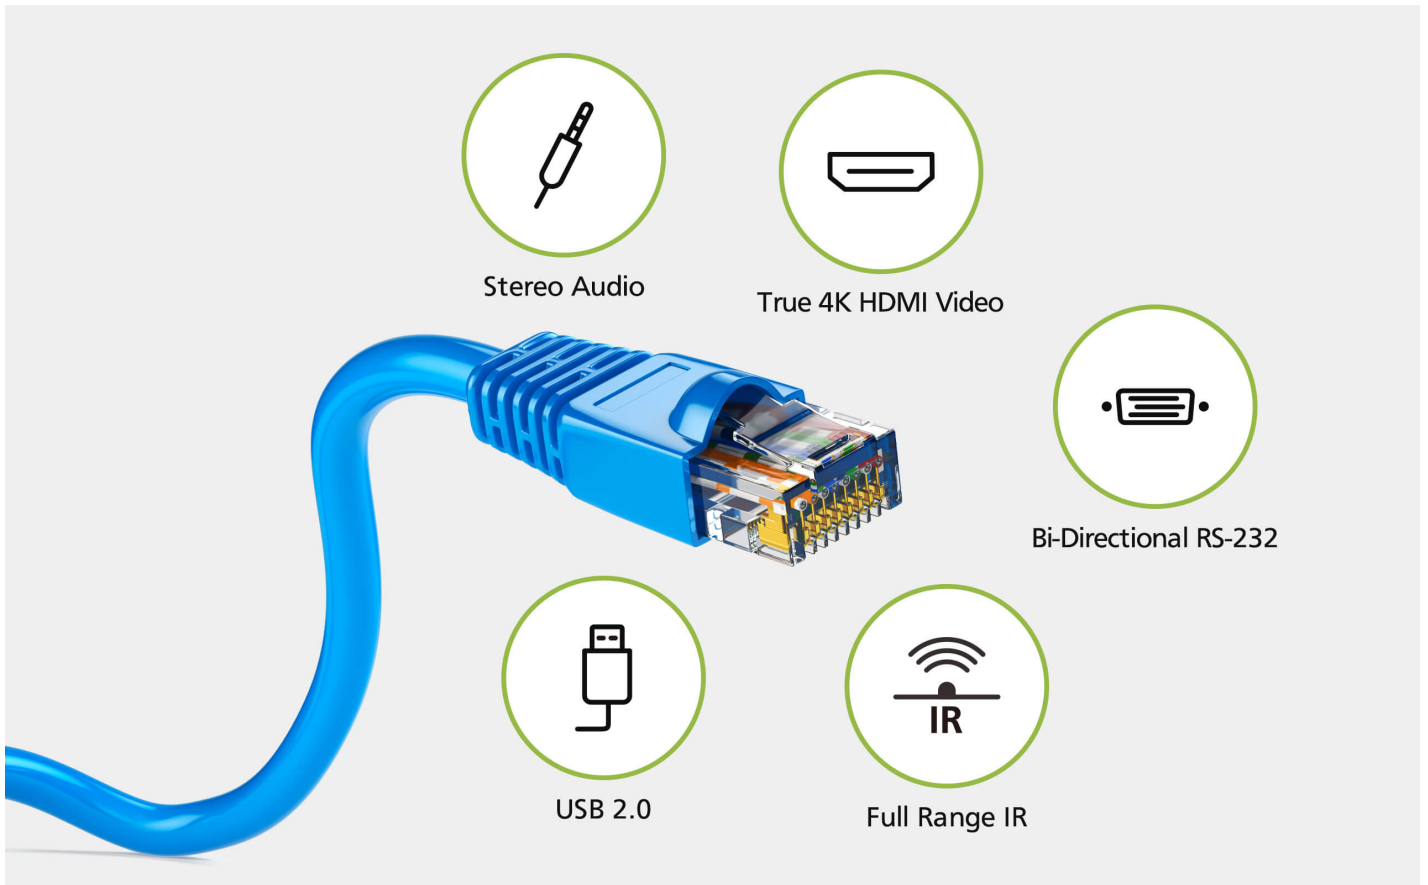 Stereo Audio
True 4K HDMI Video
Bi-Directional RS-232
USB 2.0
IR
Full Range IR